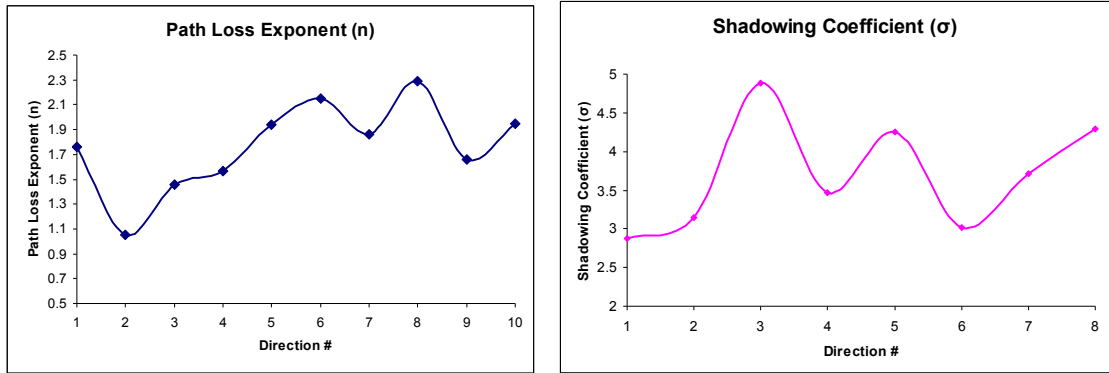 Path Loss Exponent (n)
Path Loss Exponent (n)
2.5
2.3
2.1
1.9
1.7
1.5
1.3
1.1
0.9
0.7
0.5
1 2 3 4 5 6 7 8 9 10
Direction #
Shadowing Coefficient (σ)
Shadowing Coefficient (σ)
5
4.5
4
3.5
3
2.5
2
1 2 3 4 5 6 7 8
Direction #